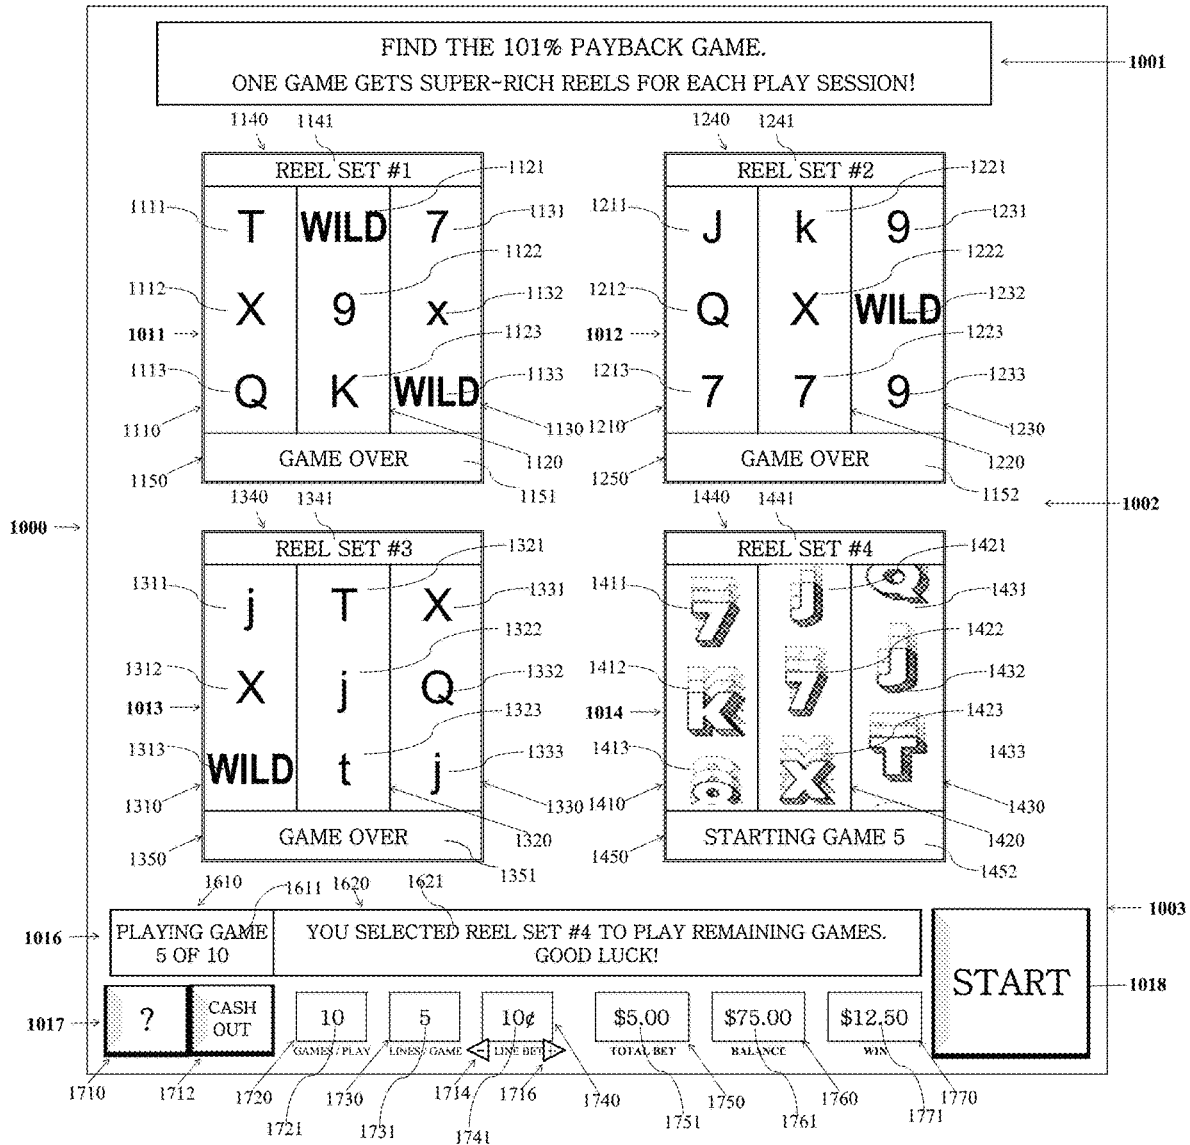 FIND THE 101% PAYBACK GAME.
ONE GAME GETS SUPER-RICH REELS FOR EACH PLAY SESSION!
1001
1140 1141 1240 1241
REEL SET #1 1121 REEL SET #2 1221
1111 T WILD 7 1131 1211 J k 9 1231
1122 1222
1112 X 9 x 1132 1212 Q X WILD 1232
1011 1123 1012 1223
1113 Q K WILD 1133 1213 7 7 9 1233
1110 1130 1210 1230
1150 GAME OVER 1120 1250 GAME OVER 1220
1151 1152
1340 1341 1440 1441 1002
1000
REEL SET #3 1321 REEL SET #4 1421
1311 j T X 1331 1411 7 J Q 1431
1322 1422
1312 X j Q 1332 1412 K 7 J 1432
1013 1323 1014 1423
1313 WILD t j 1333 1413 Q X T 1433
1310 1330 1410 1430
1350 GAME OVER 1320 1450 STARTING GAME 5 1420
1351 1452
1610 1611 1620 1621
1003
1016 PLAYING GAME YOU SELECTED REEL SET #4 TO PLAY REMAINING GAMES.
5 OF 10 GOOD LUCK!
START
1018
1017 ? CASH OUT 10 5 10¢ $5.00 $75.00 $12.50
GAMES / PLAY LINES / GAME - LINE BET + TOTAL BET BALANCE WIN
1710 1712 1720 1730 1714 1716 1740 1750 1760 1770
1721 1731 1741 1751 1761 1771